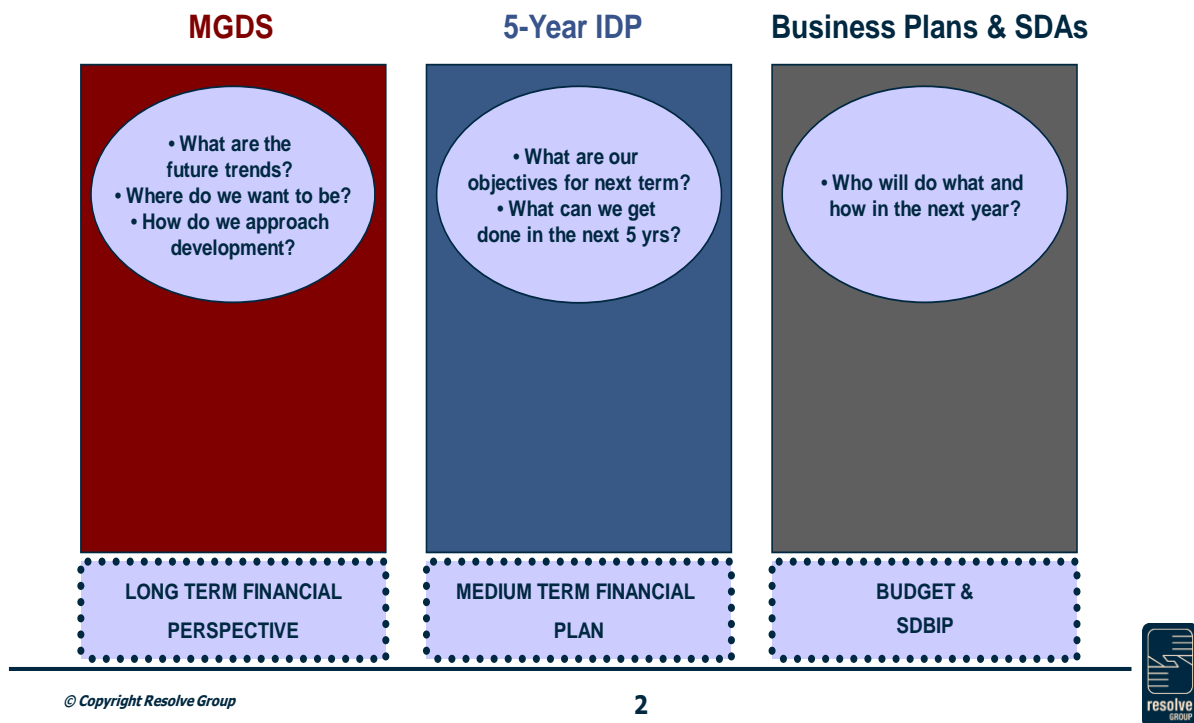 MGDS
5-Year IDP
Business Plans & SDAs
• What are the
future trends?
• Where do we want to be?
• How do we approach
development?
• What are our
objectives for next term?
• What can we get
done in the next 5 yrs?
• Who will do what and
how in the next year?
LONG TERM FINANCIAL
PERSPECTIVE
MEDIUM TERM FINANCIAL
PLAN
BUDGET &
SDBIP
© Copyright Resolve Group
2
resolve
GROUP